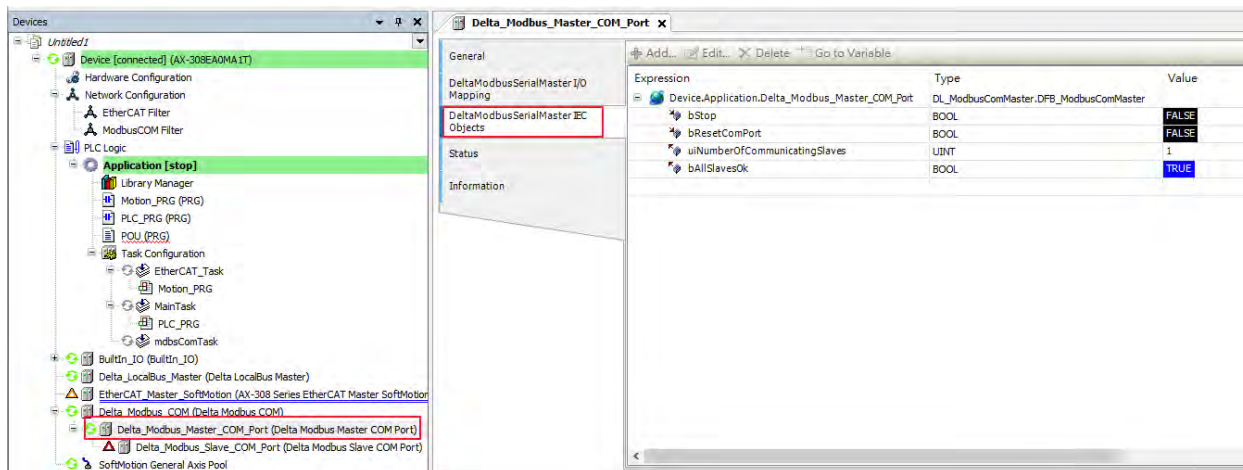 Devices
Untitled1
Device [connected] (AX-308EA0MA1T)
Hardware Configuration
Network Configuration
EtherCAT Filter
ModbusCOM Filter
PLC Logic
Application [stop]
Library Manager
Motion_PRG (PRG)
PLC_PRG (PRG)
POU (PRG)
Task Configuration
EtherCAT_Task
Motion_PRG
MainTask
PLC_PRG
mdbsComTask
BuiltIn_IO (BuiltIn_IO)
Delta_LocalBus_Master (Delta LocalBus Master)
EtherCAT_Master_SoftMotion (AX-308 Series EtherCAT Master SoftMotion
Delta_Modbus_COM (Delta Modbus COM)
Delta_Modbus_Master_COM_Port (Delta Modbus Master COM Port)
Delta_Modbus_Slave_COM_Port (Delta Modbus Slave COM Port)
SoftMotion General Axis Pool
Delta_Modbus_Master_COM_Port
General
DeltaModbusSerialMaster I/O
Mapping
DeltaModbusSerialMaster IEC
Objects
Status
Information
Add... Edit... Delete Go to Variable
Expression Type Value
Device.Application.Delta_Modbus_Master_COM_Port DL_ModbusComMaster.DFB_ModbusComMaster
bStop BOOL FALSE
bResetComPort BOOL FALSE
uiNumberOfCommunicatingSlaves UINT 1
bAllSlavesOk BOOL TRUE